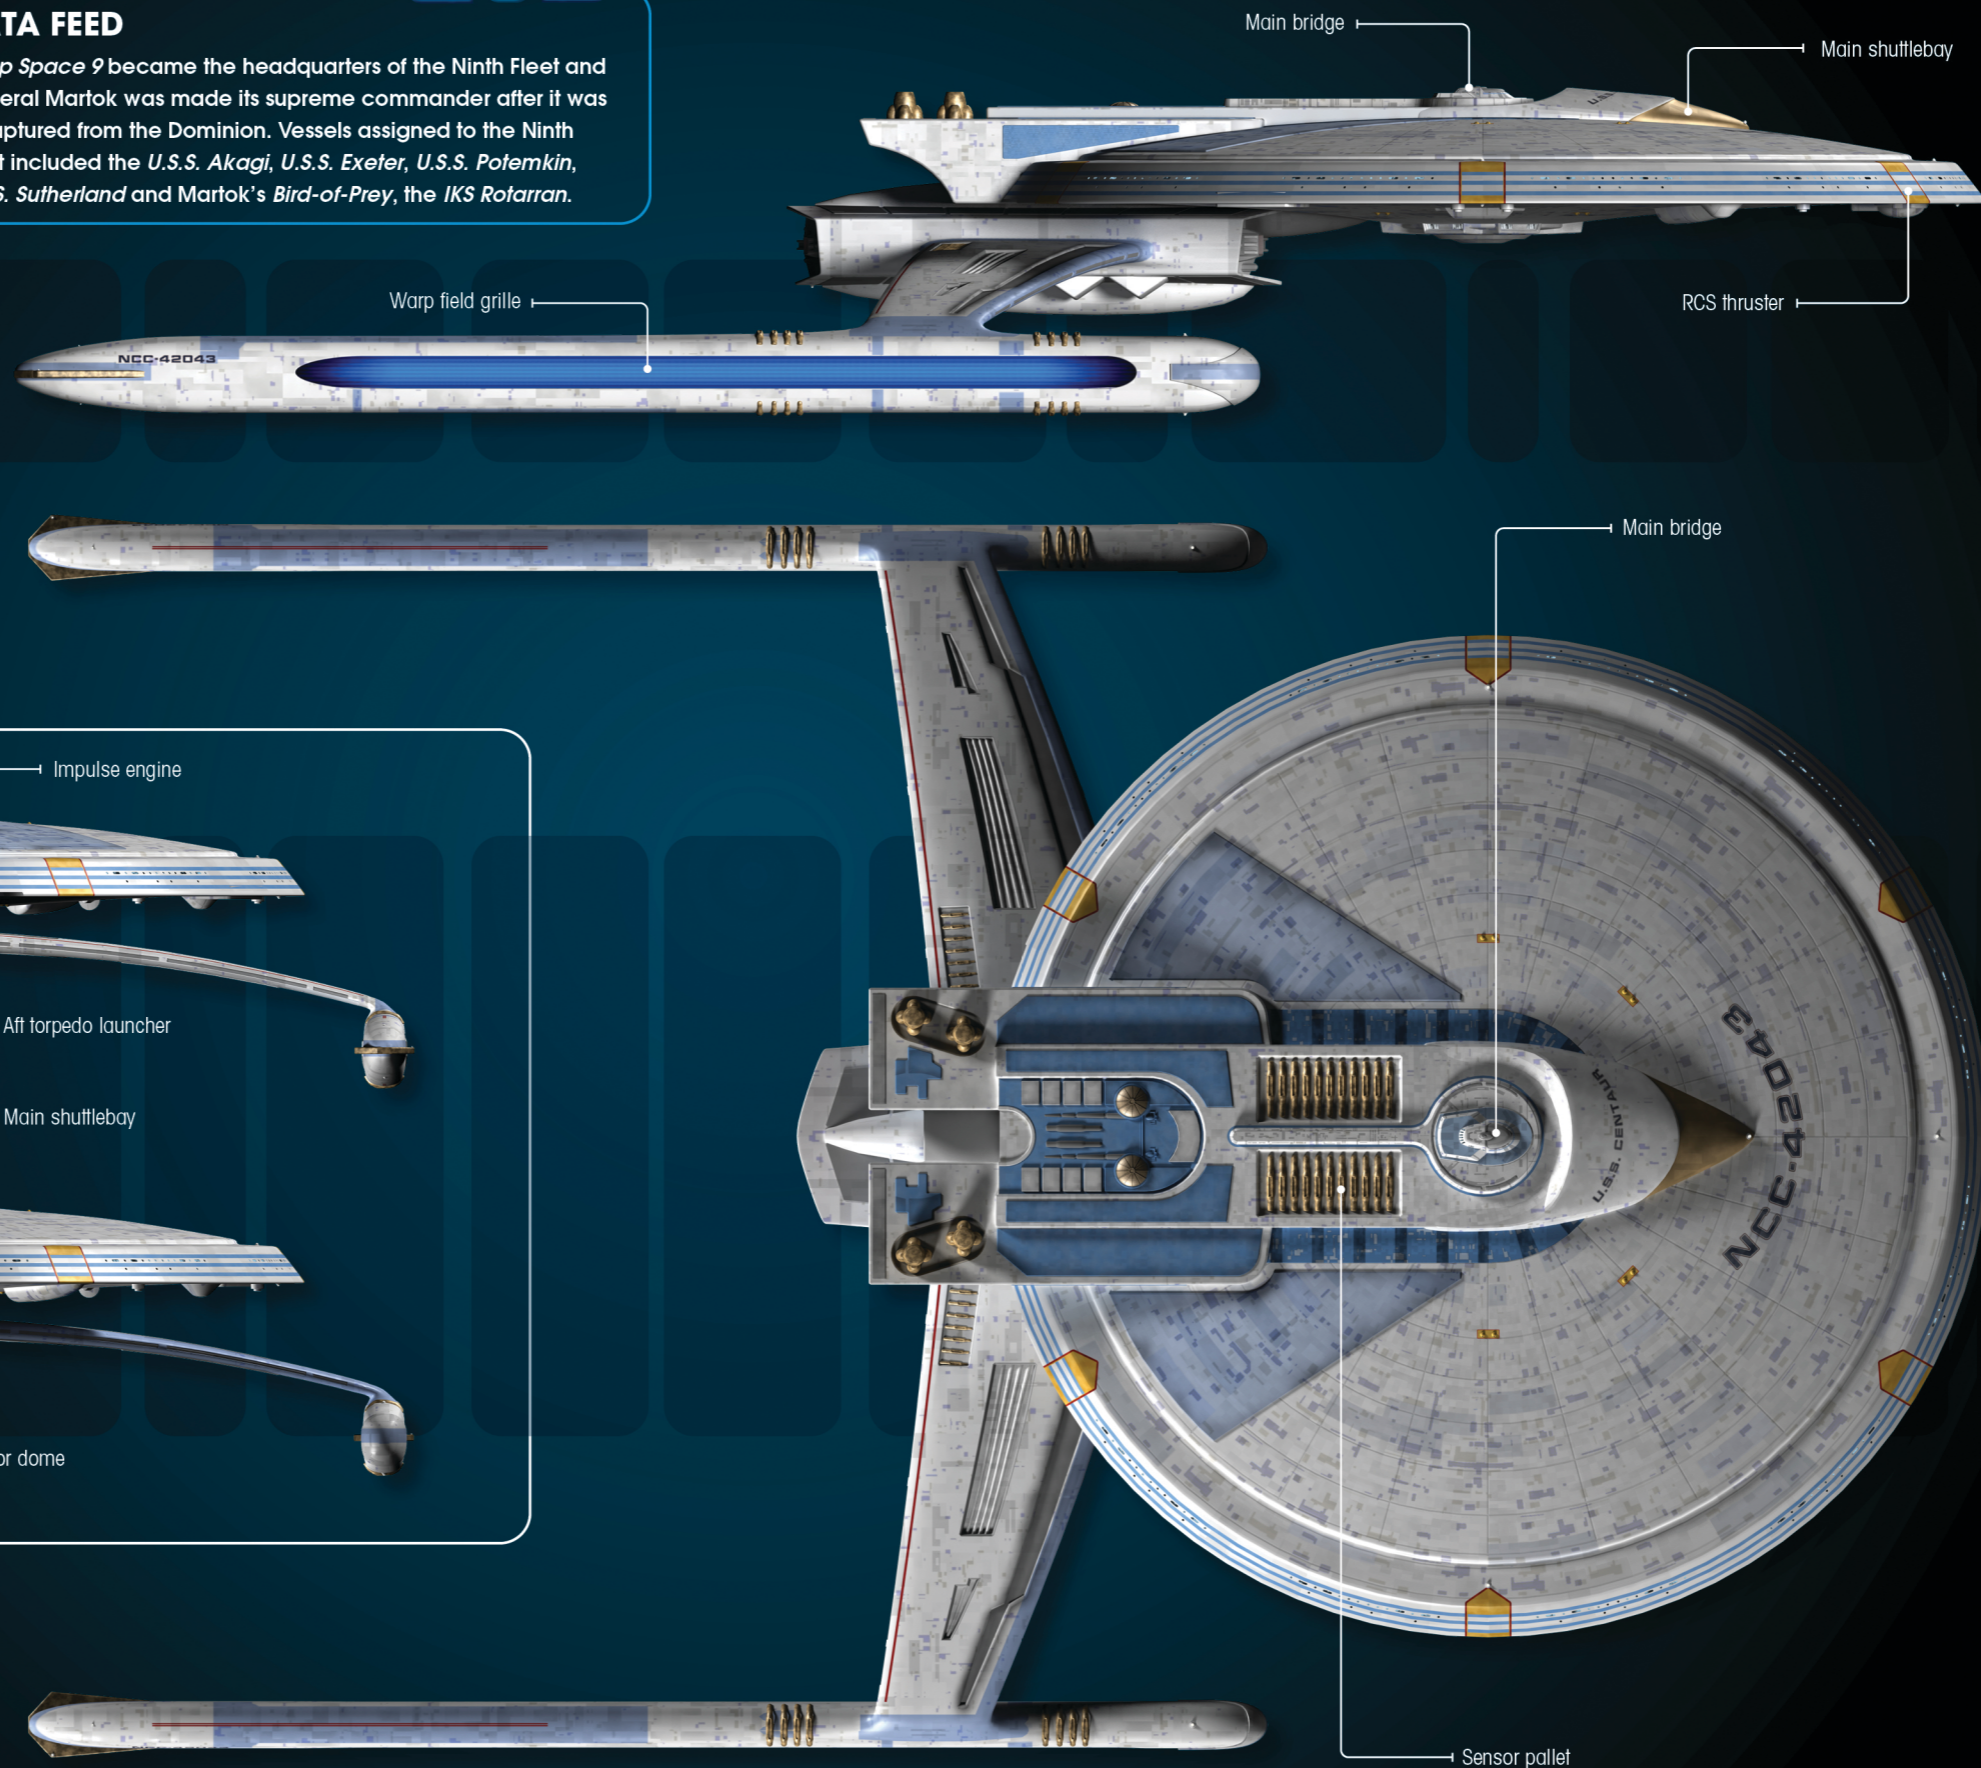 TA FEED
p Space 9 became the headquarters of the Ninth Fleet and
eral Martok was made its supreme commander after it was
aptured from the Dominion. Vessels assigned to the Ninth
t included the U.S.S. Akagi, U.S.S. Exeter, U.S.S. Potemkin,
S. Sutherland and Martok's Bird-of-Prey, the IKS Rotarran.
Main bridge
Main shuttlebay
U.S.S.
Warp field grille
RCS thruster
NCC-42043
Main bridge
Impulse engine
Aft torpedo launcher
Main shuttlebay
U.S.S. CENTAUR
NCC-42043
or dome
Sensor pallet